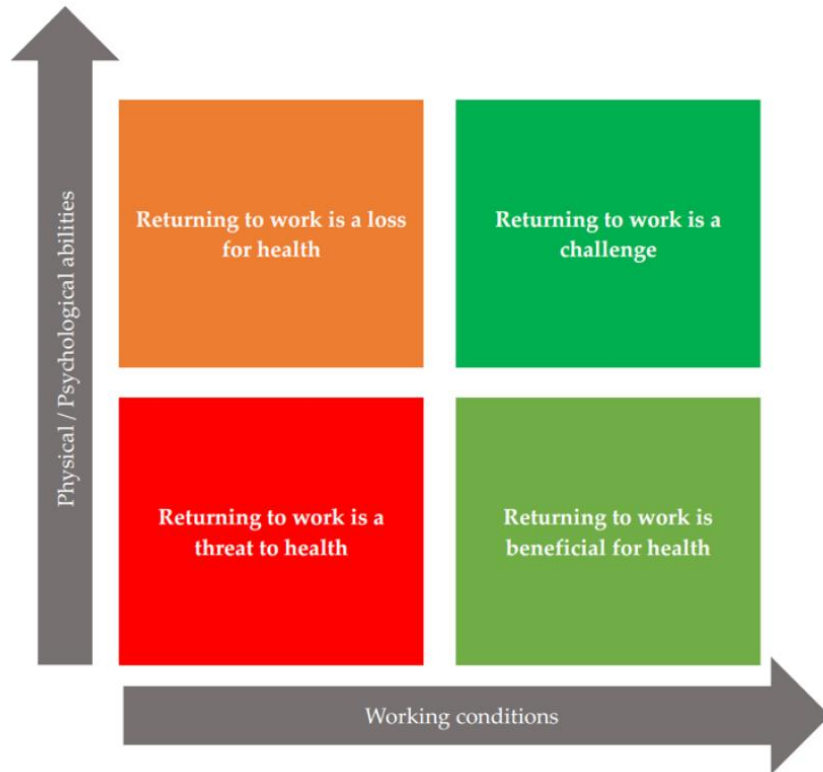 Physical / Psychological abilities
Returning to work is a loss
for health
Returning to work is a
challenge
Returning to work is a
threat to health
Returning to work is
beneficial for health
Working conditions